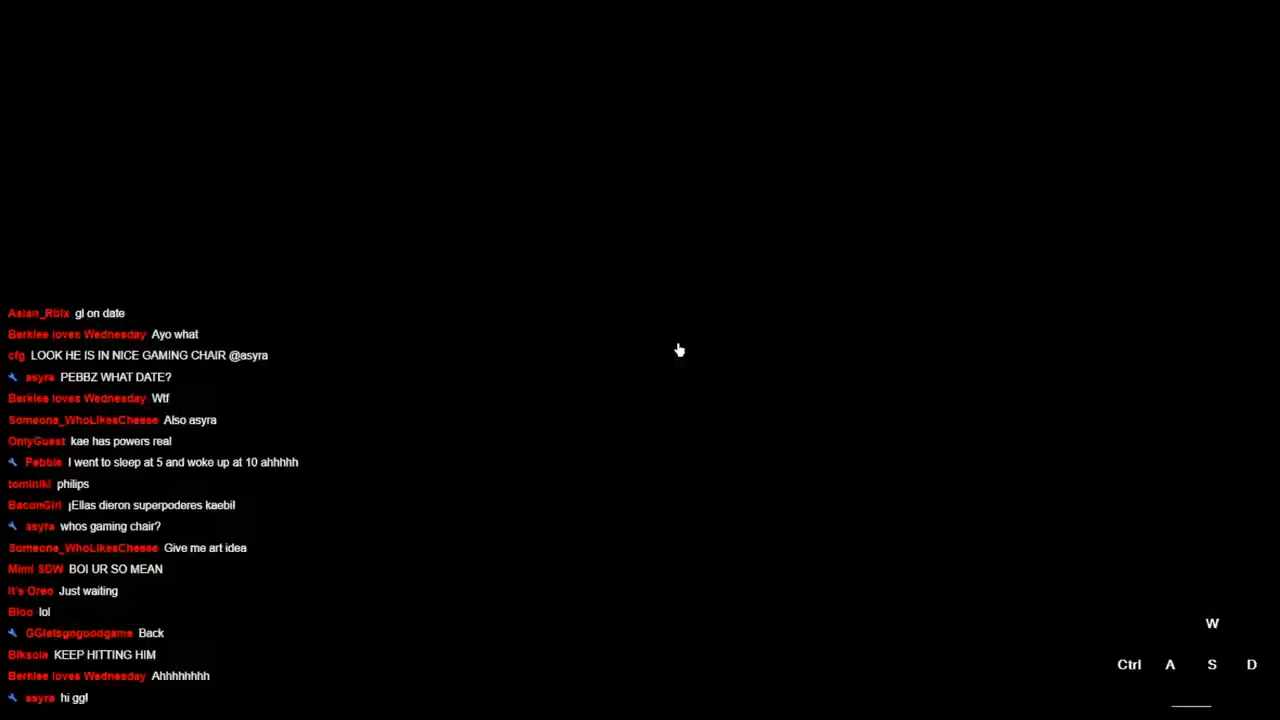 Asian_Rblx gl on date
Berklee loves Wednesday Ayo what
cfg LOOK HE IS IN NICE GAMING CHAIR @asyra
asyra PEBBZ WHAT DATE?
Berklee loves Wednesday Wtf
Someone_WhoLikesCheese Also asyra
OmyGuest kae has powers real
Pebble I went to sleep at 5 and woke up at 10 ahhhhh
philips
BaconGirl ¡Ellas dieron superpoderes kaebi!
asyra whos gaming chair?
Someone_WhoLikesCheese Give me art idea
Mimi SDW BOI UR SO MEAN
It's Oreo Just waiting
Bloo lol
GGletsgogoodgame Back
KEEP HITTING HIM
Berklee loves Wednesday Ahhhhhhhh
asyra hi gg!
W
Ctrl A S D